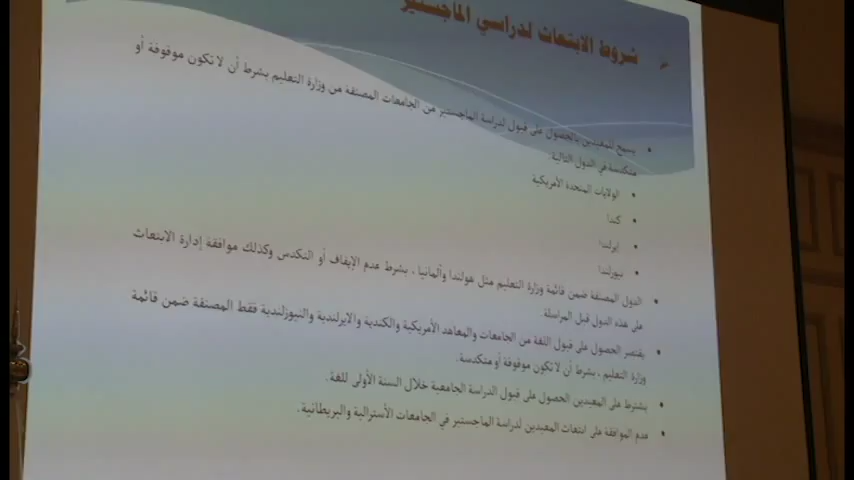 شروط الابتعاث لدراسي الماجستير
يسمح للمعيدين بالحصول على قبول لدراسة الماجستير من الجامعات المصنفة من وزارة التعليم بشرط أن لا تكون موقوفة أو
متكدسة في الدول التالية.
الولايات المتحدة الأمريكية
كندا
إيرلندا
نيوزلندا
الدول المصنفة ضمن قائمة وزارة التعليم مثل هولندا وألمانيا ، بشرط عدم الإيقاف أو التكدس وكذلك موافقة إدارة الابتعاث
على هذه الدول قبل المراسلة.
يقتصر الحصول على قبول اللغة من الجامعات والمعاهد الأمريكية والكندية والايرلندية والنيوزلندية فقط المصنفة ضمن قائمة
وزارة التعليم ، بشرط أن لا تكون موقوفة أو متكدسة.
يشترط على المعيدين الحصول على قبول الدراسة الجامعية خلال السنة الأولى للغة.
عدم الموافقة على ابتعاث المعيدين لدراسة الماجستير في الجامعات الأسترالية والبريطانية.